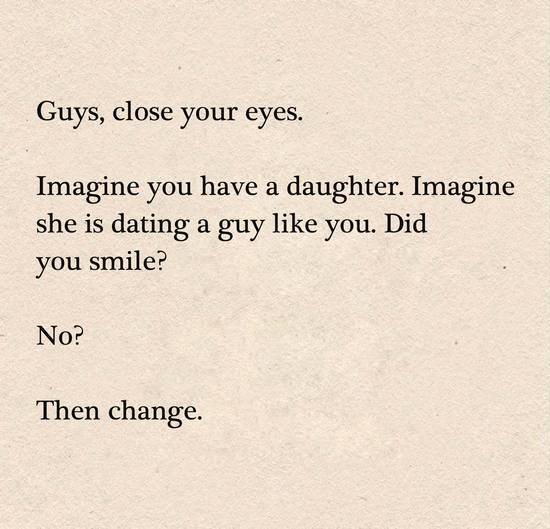 Guys, close your eyes.
Imagine you have a daughter. Imagine
she is dating a guy like you. Did
you smile?
No?
Then change.